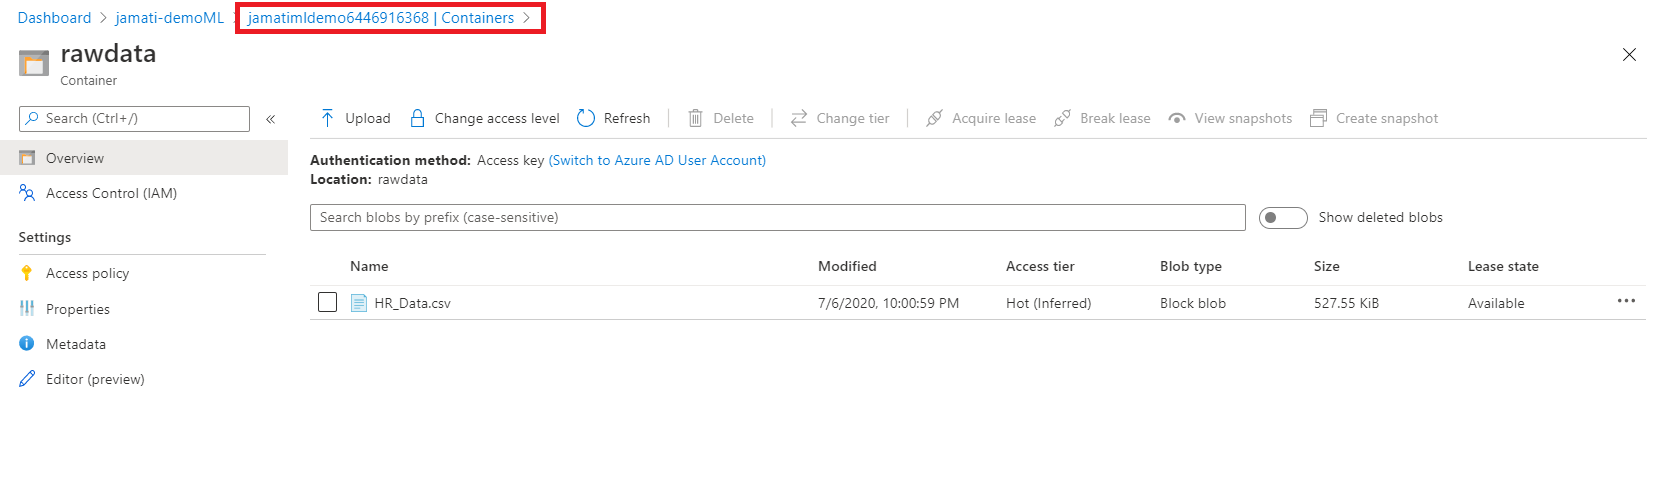 Dashboard > jamati-demoML > jamatimldemo6446916368 | Containers >
rawdata
Container
Search (Ctrl+/) «
Overview
Access Control (IAM)
Settings
Access policy
Properties
Metadata
Editor (preview)
Upload Change access level Refresh Delete Change tier Acquire lease Break lease View snapshots Create snapshot
Authentication method: Access key (Switch to Azure AD User Account)
Location: rawdata
Search blobs by prefix (case-sensitive) Show deleted blobs
Name Modified Access tier Blob type Size Lease state
HR_Data.csv 7/6/2020, 10:00:59 PM Hot (Inferred) Block blob 527.55 KiB Available ...